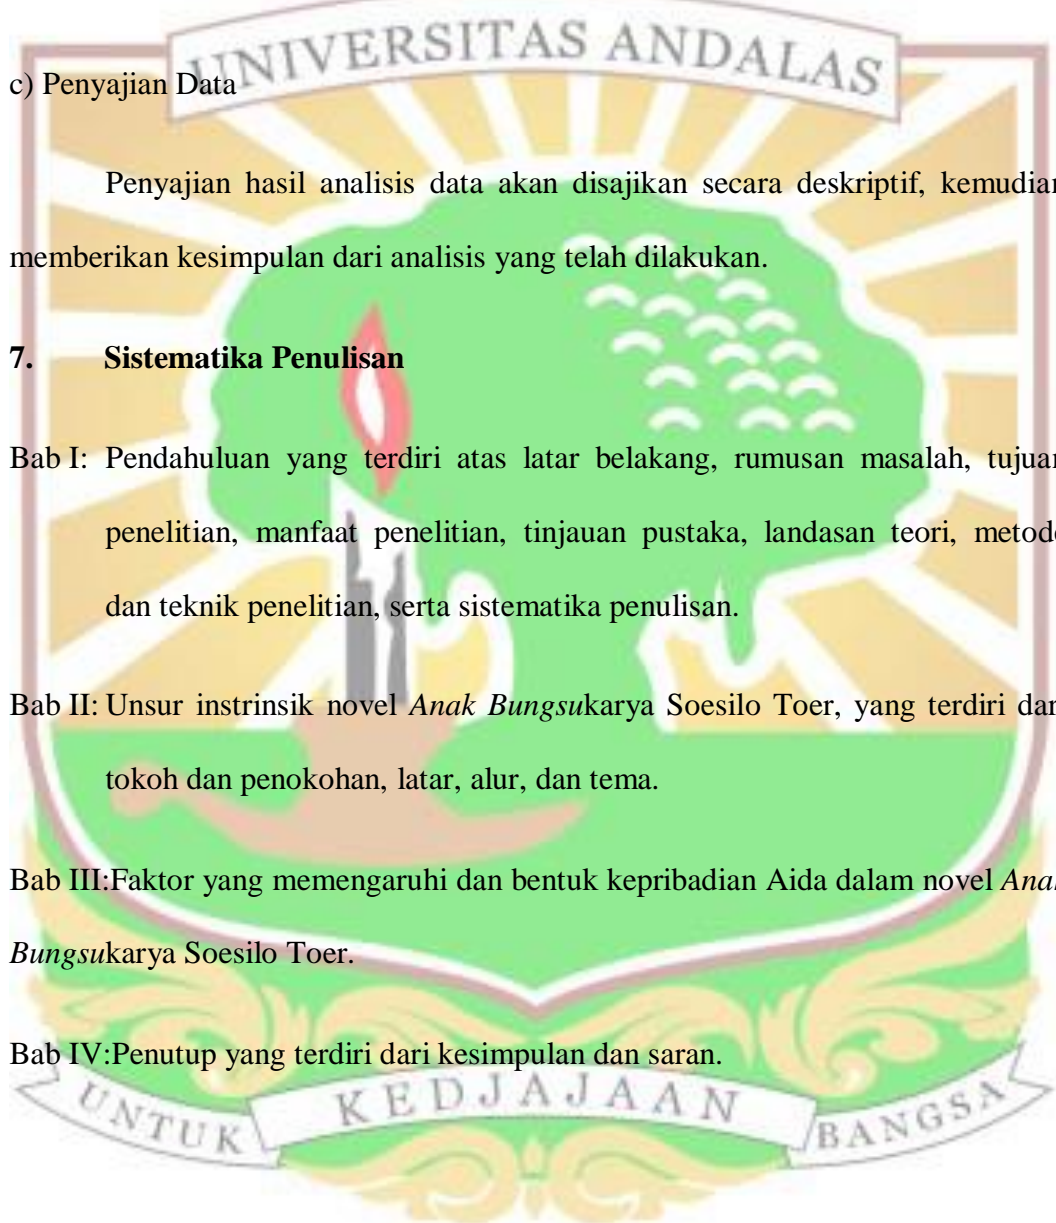 UNIVERSITAS ANDALAS
c) Penyajian Data
Penyajian hasil analisis data akan disajikan secara deskriptif, kemudian
memberikan kesimpulan dari analisis yang telah dilakukan.
7. Sistematika Penulisan
Bab I: Pendahuluan yang terdiri atas latar belakang, rumusan masalah, tujuan
penelitian, manfaat penelitian, tinjauan pustaka, landasan teori, metode
dan teknik penelitian, serta sistematika penulisan.
Bab II: Unsur instrinsik novel Anak Bungsukarya Soesilo Toer, yang terdiri dari
tokoh dan penokohan, latar, alur, dan tema.
Bab III:Faktor yang memengaruhi dan bentuk kepribadian Aida dalam novel Anak
Bungsukarya Soesilo Toer.
Bab IV:Penutup yang terdiri dari kesimpulan dan saran.
UNTUK KEDJAJAAN BANGSA